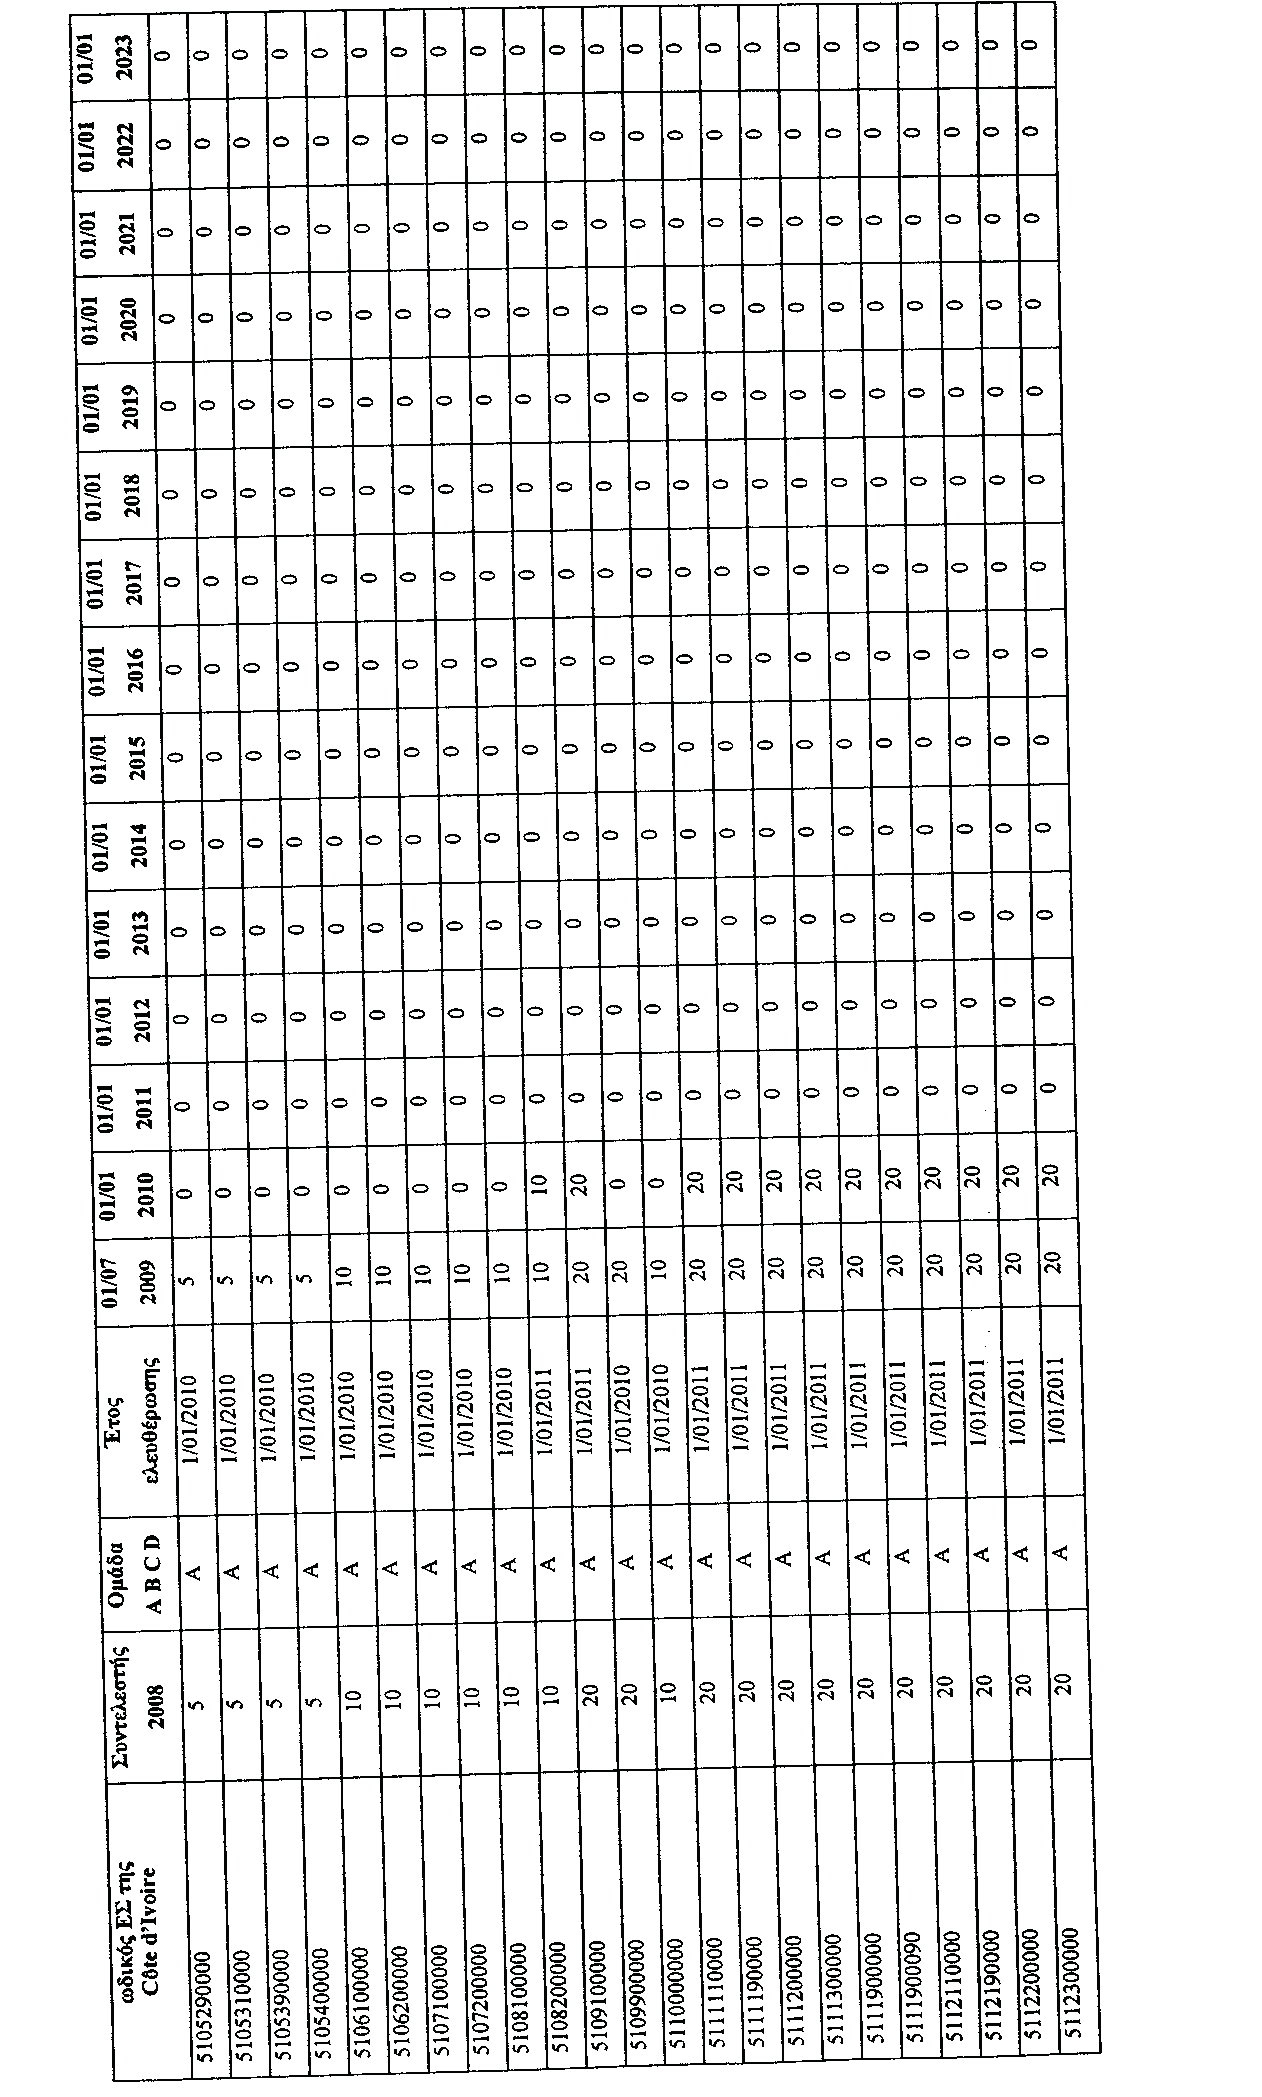 ωδικός ΕΣ της Côte d'Ivoire Συντελεστής 2008 Ομάδα A B C D Έτος ελευθέρωσης 01/07 2009 01/01 2010 01/01 2011 01/01 2012 01/01 2013 01/01 2014 01/01 2015 01/01 2016 01/01 2017 01/01 2018 01/01 2019 01/01 2020 01/01 2021 01/01 2022 01/01 2023
5105290000 5 A 1/01/2010 5 0 0 0 0 0 0 0 0 0 0 0 0 0 0
5105310000 5 A 1/01/2010 5 0 0 0 0 0 0 0 0 0 0 0 0 0 0
5105390000 5 A 1/01/2010 5 0 0 0 0 0 0 0 0 0 0 0 0 0 0
5105400000 5 A 1/01/2010 5 0 0 0 0 0 0 0 0 0 0 0 0 0 0
5106100000 10 A 1/01/2010 10 0 0 0 0 0 0 0 0 0 0 0 0 0 0
5106200000 10 A 1/01/2010 10 0 0 0 0 0 0 0 0 0 0 0 0 0 0
5107100000 10 A 1/01/2010 10 0 0 0 0 0 0 0 0 0 0 0 0 0 0
5107200000 10 A 1/01/2010 10 0 0 0 0 0 0 0 0 0 0 0 0 0 0
5108100000 10 A 1/01/2010 10 0 0 0 0 0 0 0 0 0 0 0 0 0 0
5108200000 10 A 1/01/2011 10 10 0 0 0 0 0 0 0 0 0 0 0 0 0
5109100000 20 A 1/01/2011 20 20 0 0 0 0 0 0 0 0 0 0 0 0 0
5109900000 20 A 1/01/2010 20 0 0 0 0 0 0 0 0 0 0 0 0 0 0
5110000000 10 A 1/01/2010 10 0 0 0 0 0 0 0 0 0 0 0 0 0 0
5111110000 20 A 1/01/2011 20 20 0 0 0 0 0 0 0 0 0 0 0 0 0
5111190000 20 A 1/01/2011 20 20 0 0 0 0 0 0 0 0 0 0 0 0 0
5111200000 20 A 1/01/2011 20 20 0 0 0 0 0 0 0 0 0 0 0 0 0
5111300000 20 A 1/01/2011 20 20 0 0 0 0 0 0 0 0 0 0 0 0 0
5111900000 20 A 1/01/2011 20 20 0 0 0 0 0 0 0 0 0 0 0 0 0
5111900090 20 A 1/01/2011 20 20 0 0 0 0 0 0 0 0 0 0 0 0 0
5112110000 20 A 1/01/2011 20 20 0 0 0 0 0 0 0 0 0 0 0 0 0
5112190000 20 A 1/01/2011 20 20 0 0 0 0 0 0 0 0 0 0 0 0 0
5112200000 20 A 1/01/2011 20 20 0 0 0 0 0 0 0 0 0 0 0 0 0
5112300000 20 A 1/01/2011 20 20 0 0 0 0 0 0 0 0 0 0 0 0 0